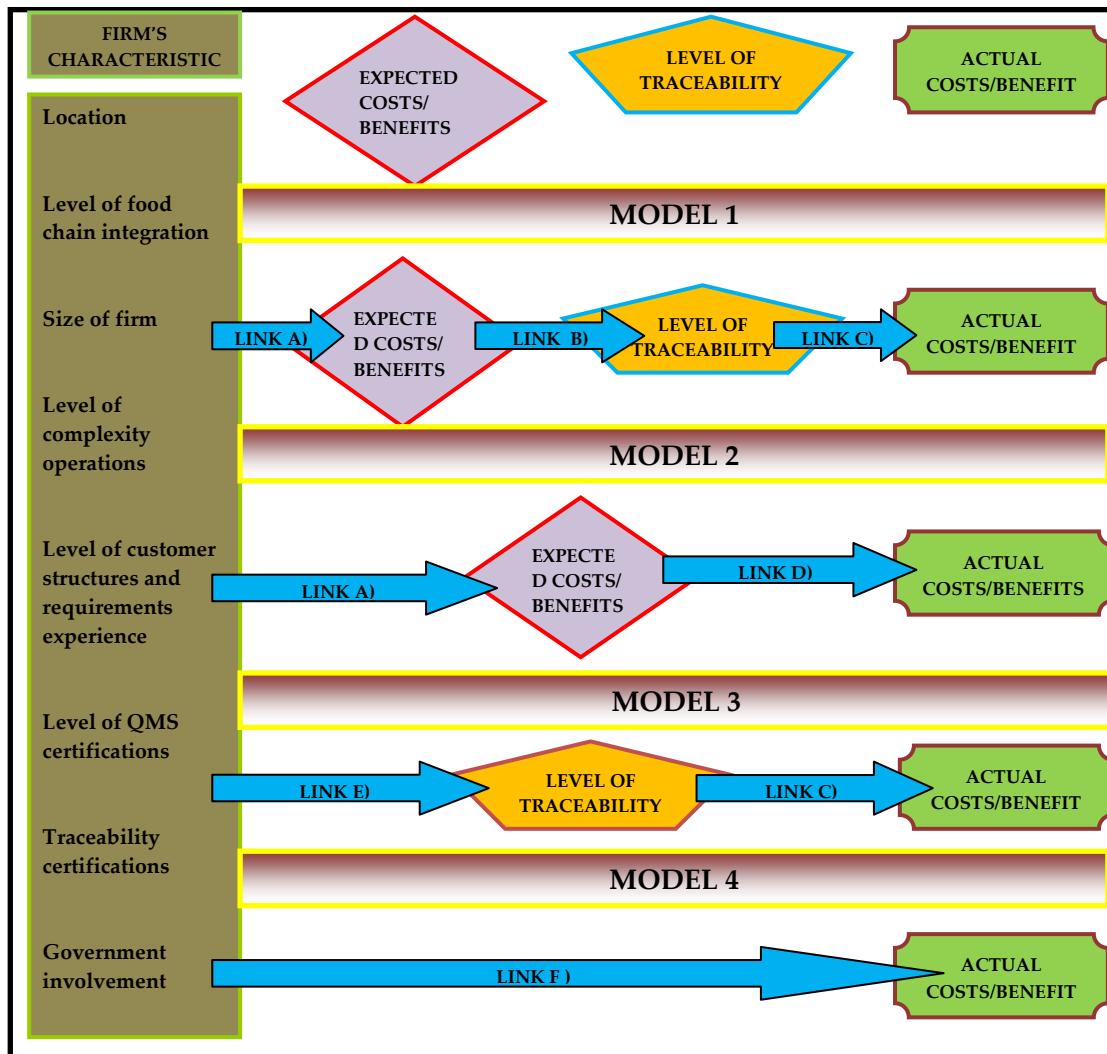 FIRM'S
CHARACTERISTIC
EXPECTED
COSTS/
BENEFITS
LEVEL OF
TRACEABILITY
ACTUAL
COSTS/BENEFIT
Location
Level of food
chain integration
Size of firm
Level of
complexity
operations
Level of customer
structures and
requirements
experience
Level of QMS
certifications
Traceability
certifications
Government
involvement
MODEL 1
LINK A)
EXPECTE
D COSTS/
BENEFITS
LINK B)
LEVEL OF
TRACEABILITY
LINK C)
ACTUAL
COSTS/BENEFIT
MODEL 2
LINK A)
EXPECTE
D COSTS/
BENEFITS
LINK D)
ACTUAL
COSTS/BENEFITS
MODEL 3
LINK E)
LEVEL OF
TRACEABILITY
LINK C)
ACTUAL
COSTS/BENEFIT
MODEL 4
LINK F )
ACTUAL
COSTS/BENEFIT